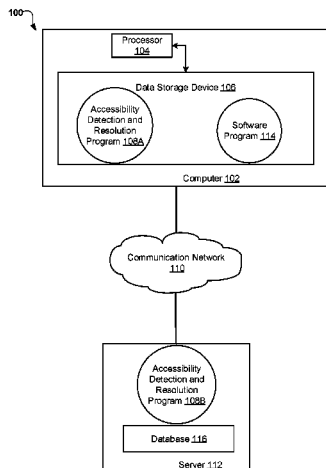 100
Processor
104
Data Storage Device 106
Accessibility
Detection and
Resolution
Program 108A
Software
Program
114
Computer 102
Communication Network
110
Accessibility
Detection and
Resolution
Program 108B
Database 116
Server 112